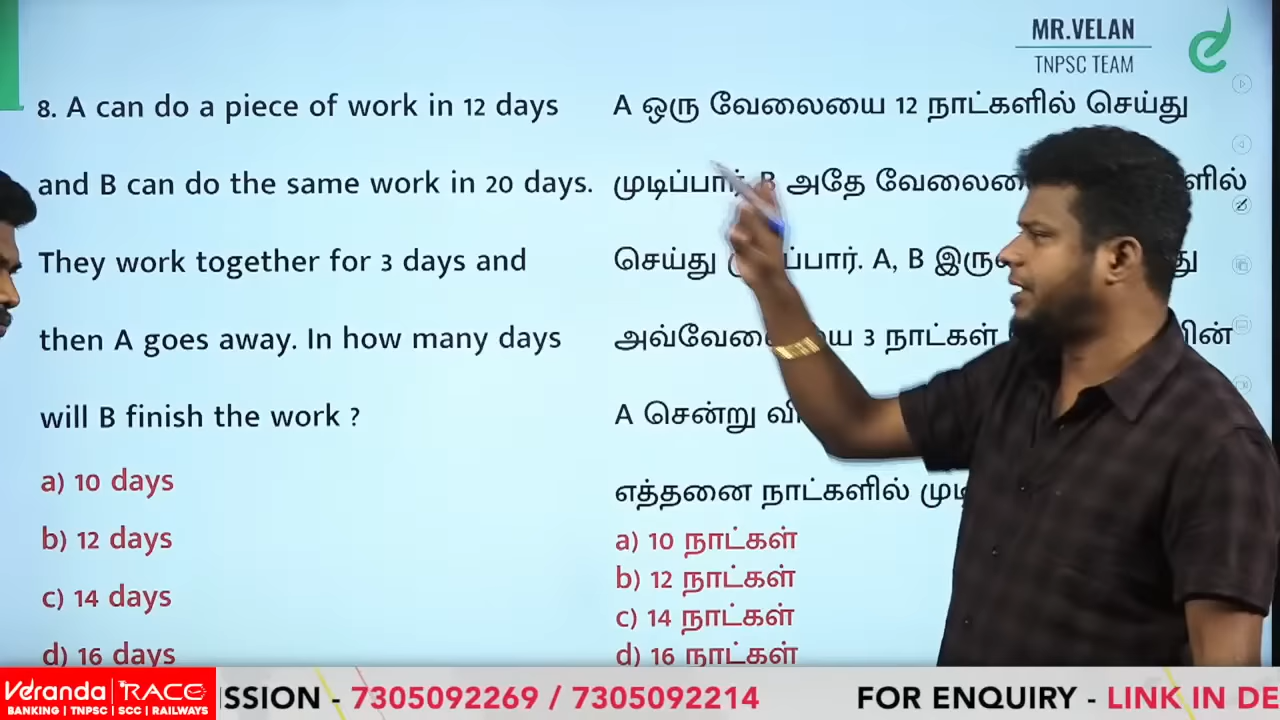 MR.VELAN
TNPSC TEAM
8. A can do a piece of work in 12 days
and B can do the same work in 20 days.
They work together for 3 days and
then A goes away. In how many days
will B finish the work ?
a) 10 days
b) 12 days
c) 14 days
d) 16 days
A ஒரு வேலையை 12 நாட்களில் செய்து
முடிப்பார். B அதே
செய்து A, B
3 நாட்கள்
A சென்று
எத்தனை நாட்களில்
a) 10 நாட்கள்
b) 12 நாட்கள்
c) 14 நாட்கள்
d) 16 நாட்கள்
Veranda RACE
BANKING | TNPSC | SCC | RAILWAYS
SSION - 7305092269 / 7305092214 FOR ENQUIRY - LINK IN DE